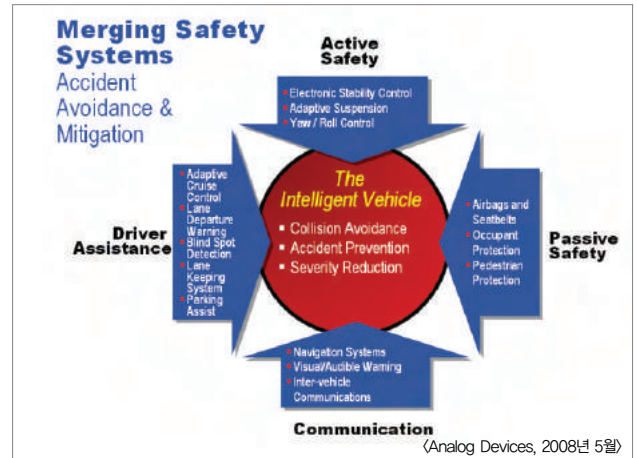 Merging Safety
Systems
Accident
Avoidance &
Mitigation
Active
Safety
Electronic Stability Control
Adaptive Suspension
Yaw / Roll Control
Driver
Assistance
Adaptive
Cruise
Control
Lane
Departure
Warning
Blind Spot
Detection
Lane
Keeping
System
Parking
Assist
The
Intelligent Vehicle
Collision Avoidance
Accident Prevention
Severity Reduction
Airbags and
Seatbelts
Occupant
Protection
Pedestrian
Protection
Passive
Safety
Navigation Systems
Visual/Audible Warning
Inter-vehicle
Communications
Communication
〈Analog Devices, 2008년 5월〉